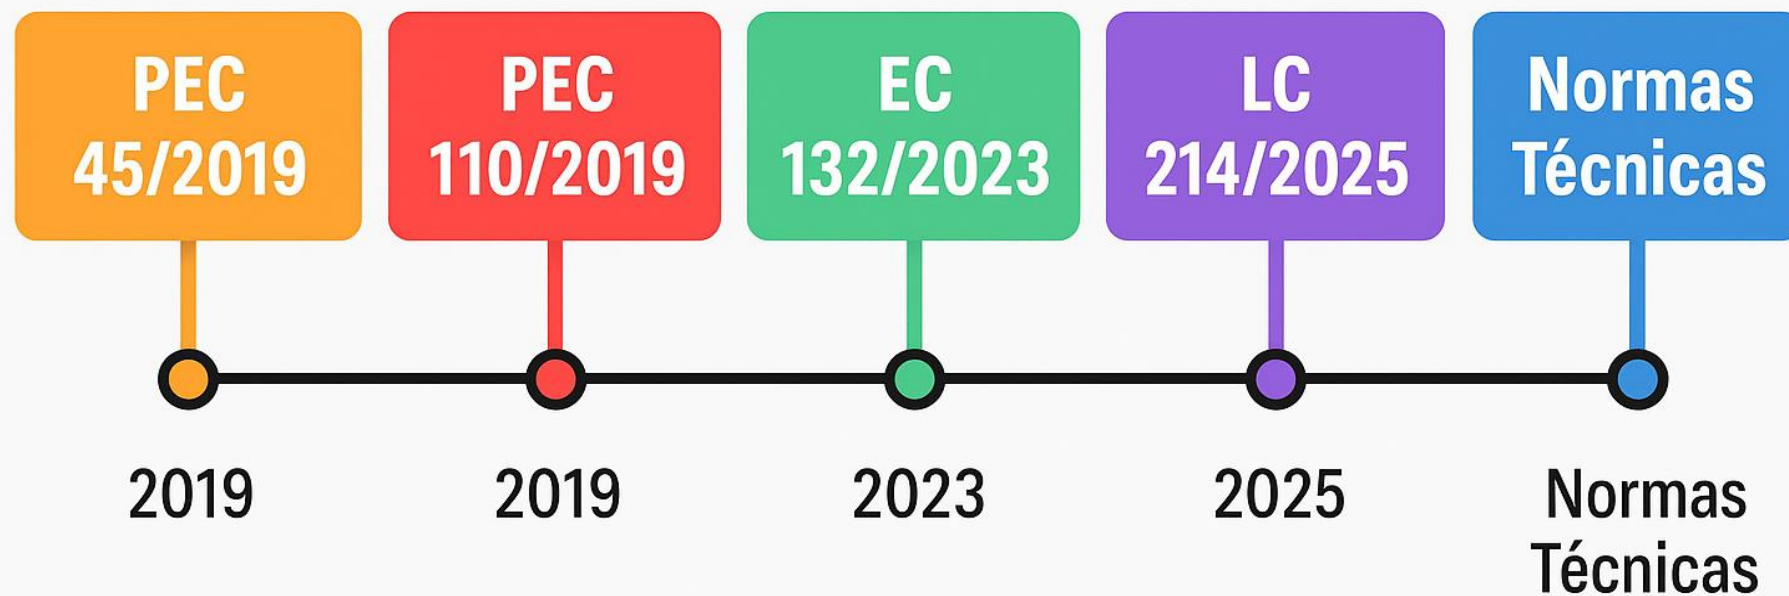 PEC
45/2019
PEC
110/2019
EC
132/2023
LC
214/2025
Normas
Técnicas
2019
2019
2023
2025
Normas
Técnicas